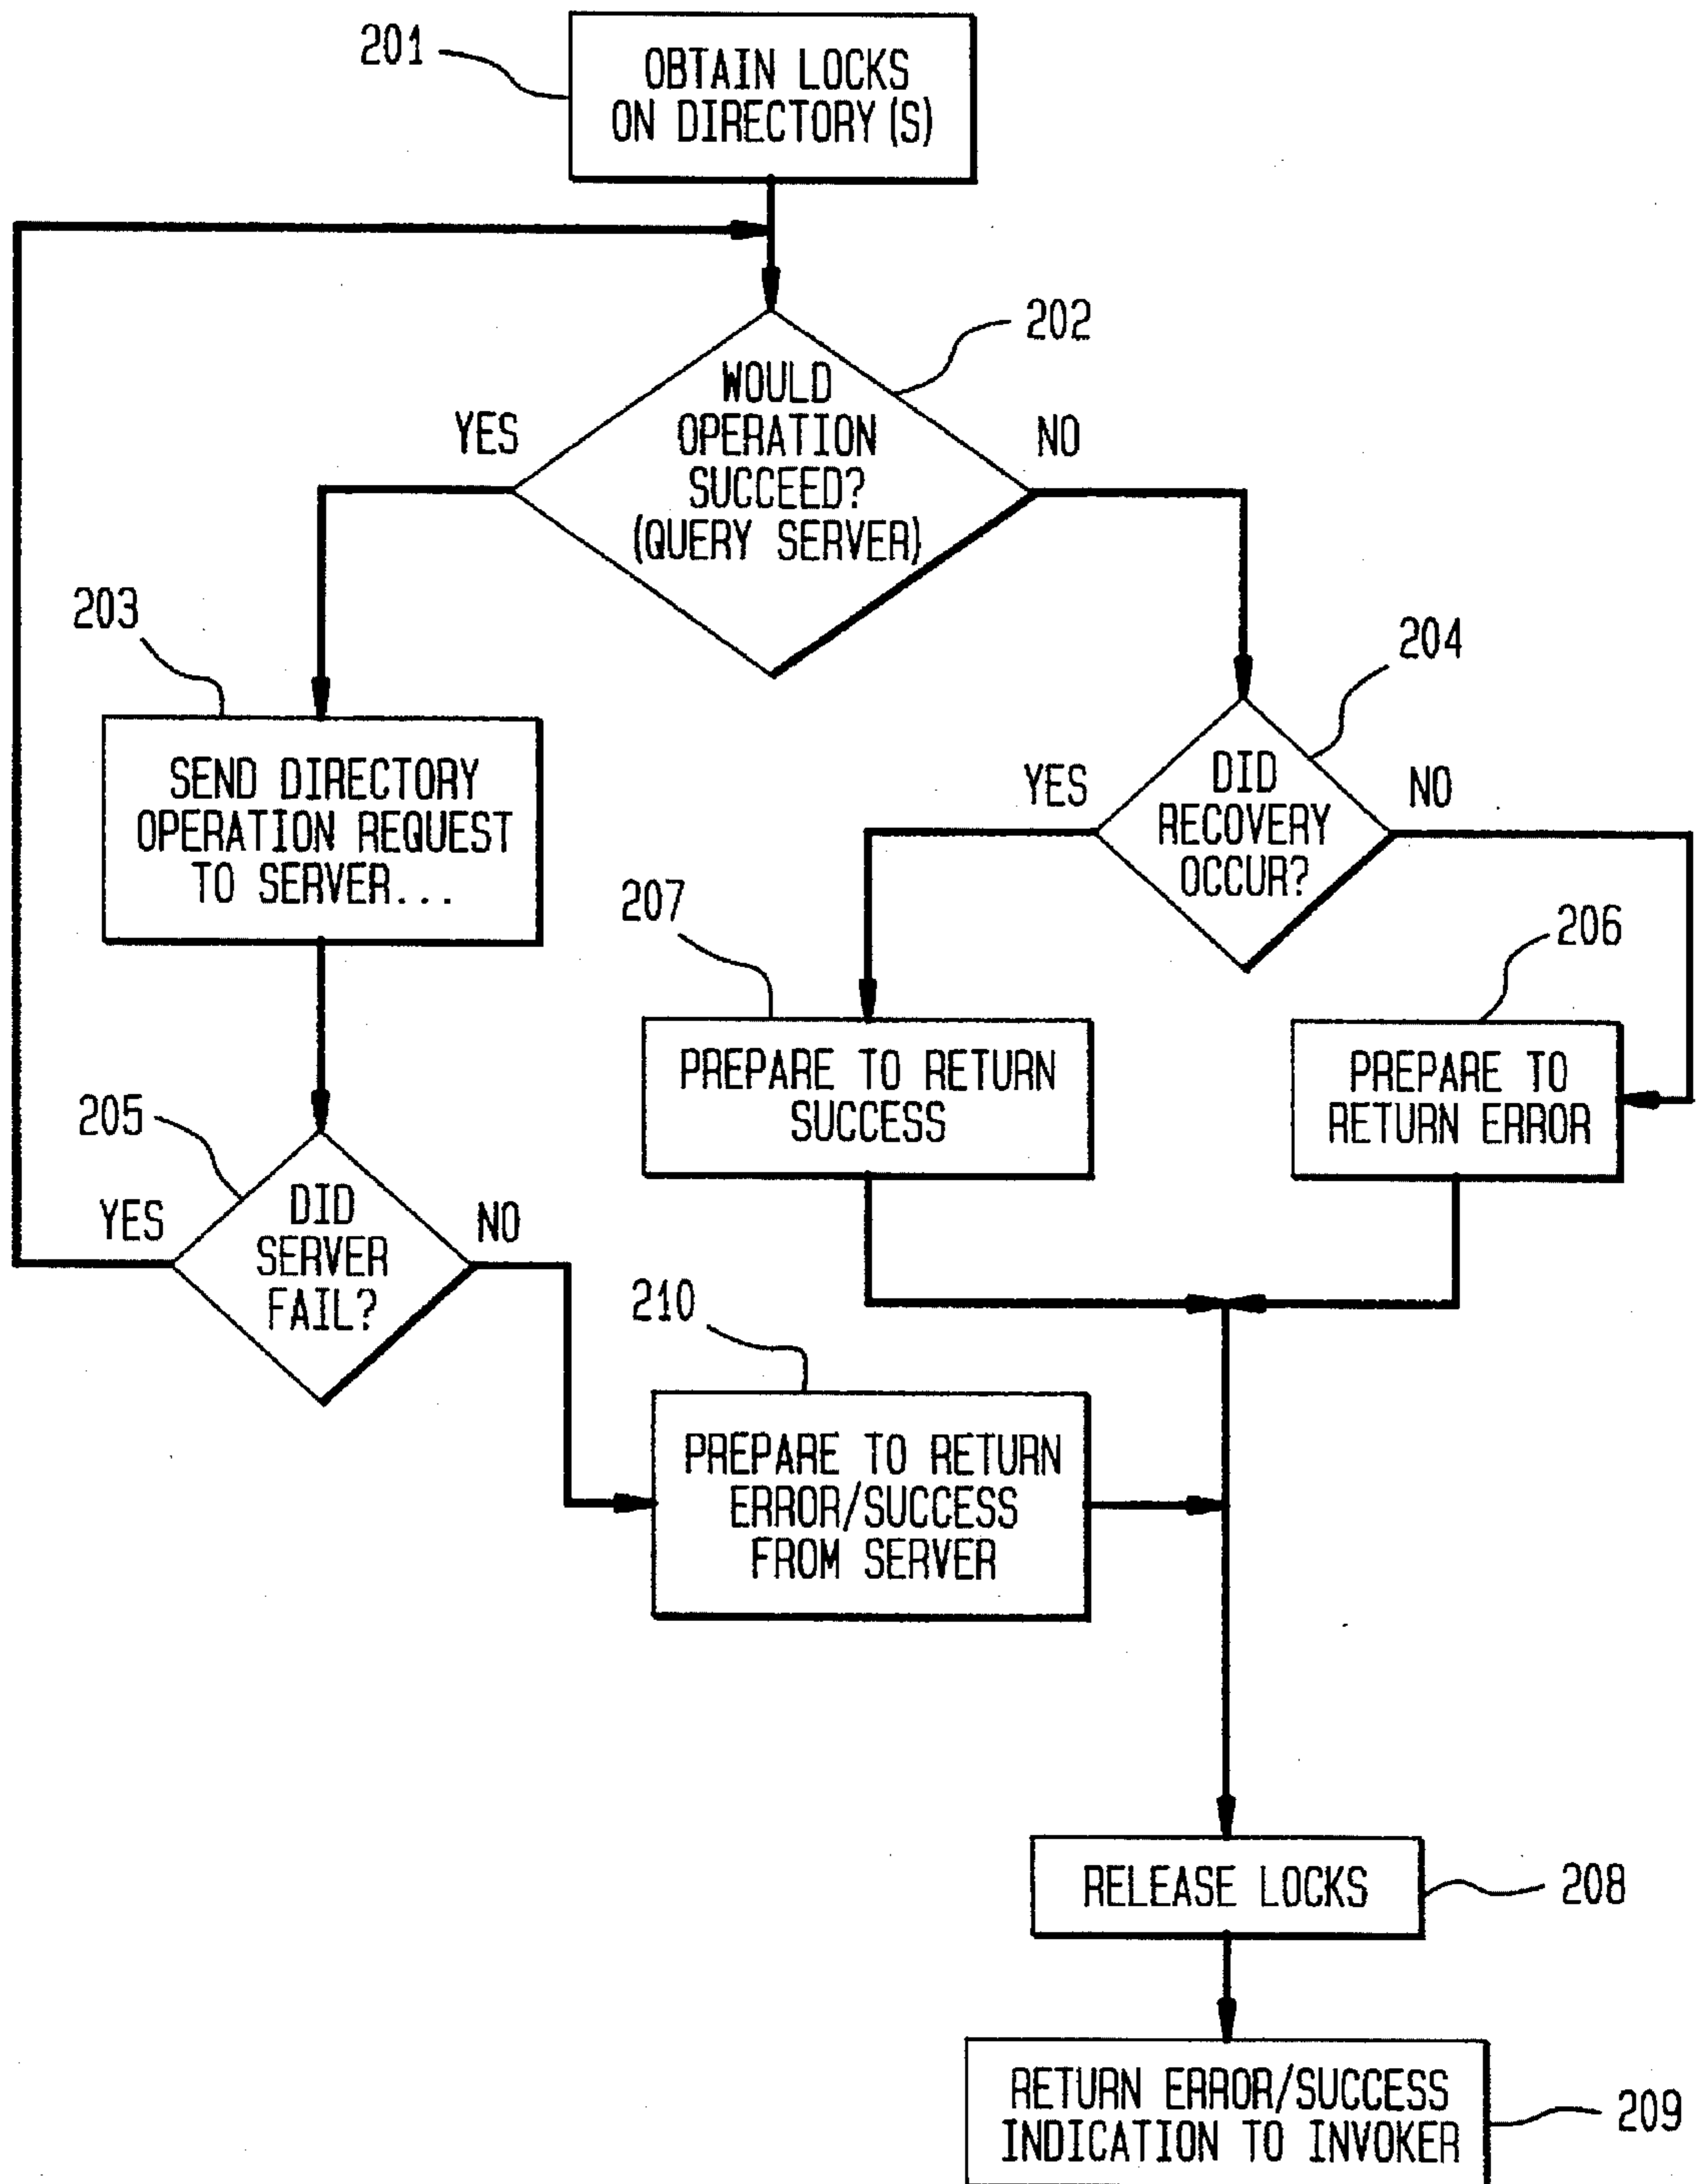 201
OBTAIN LOCKS
ON DIRECTORY(S)
202
WOULD
OPERATION
SUCCEED?
(QUERY SERVER)
YES
NO
203
SEND DIRECTORY
OPERATION REQUEST
TO SERVER...
204
DID
RECOVERY
OCCUR?
YES
NO
207
PREPARE TO RETURN
SUCCESS
206
PREPARE TO
RETURN ERROR
205
DID
SERVER
FAIL?
YES
NO
210
PREPARE TO RETURN
ERROR/SUCCESS
FROM SERVER
RELEASE LOCKS
208
RETURN ERROR/SUCCESS
INDICATION TO INVOKER
209